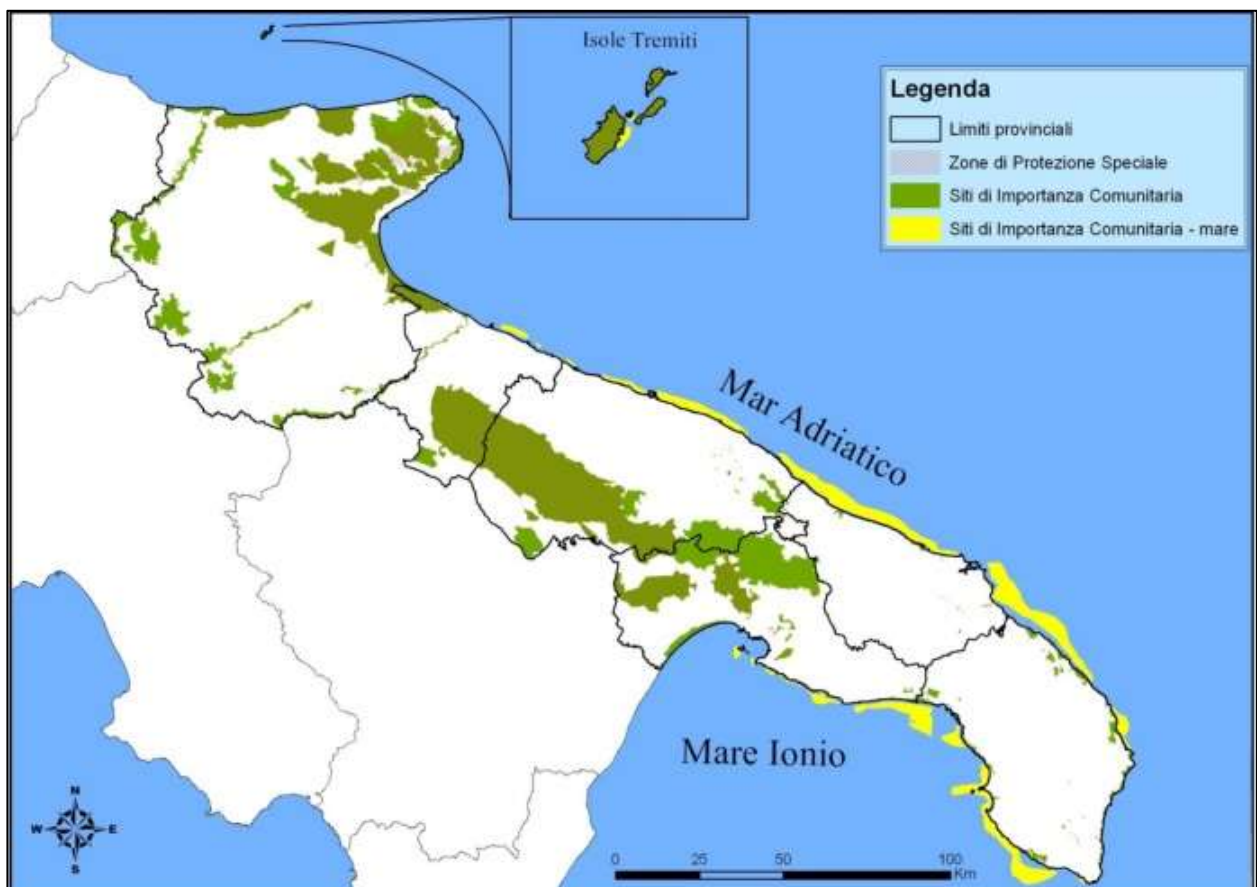 Isole Tremiti
Legenda
Limiti provinciali
Zone di Protezione Speciale
Siti di Importanza Comunitaria
Siti di Importanza Comunitaria - mare
Mar Adriatico
Mare Ionio
N
W E
S
0 25 50 100
Km